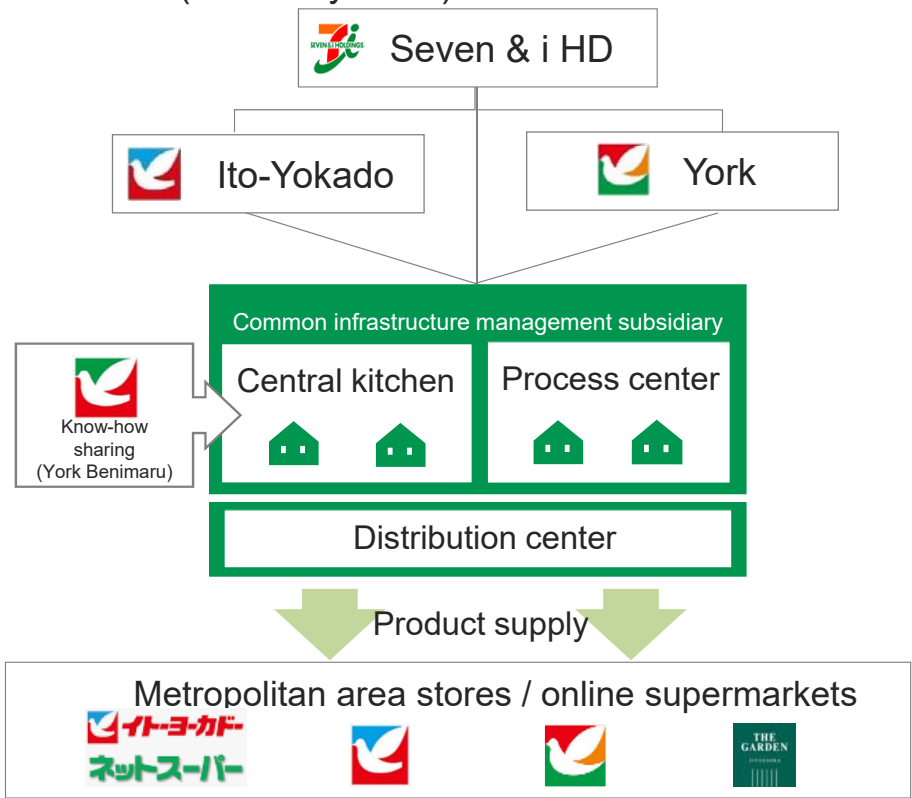 SEVEN & I HOLDINGS
Seven & i HD
Ito-Yokado
York
Common infrastructure management subsidiary
Central kitchen
Process center
Know-how
sharing
(York Benimaru)
Distribution center
Product supply
Metropolitan area stores / online supermarkets
イトーヨーカドー
ネットスーパー
THE
GARDEN